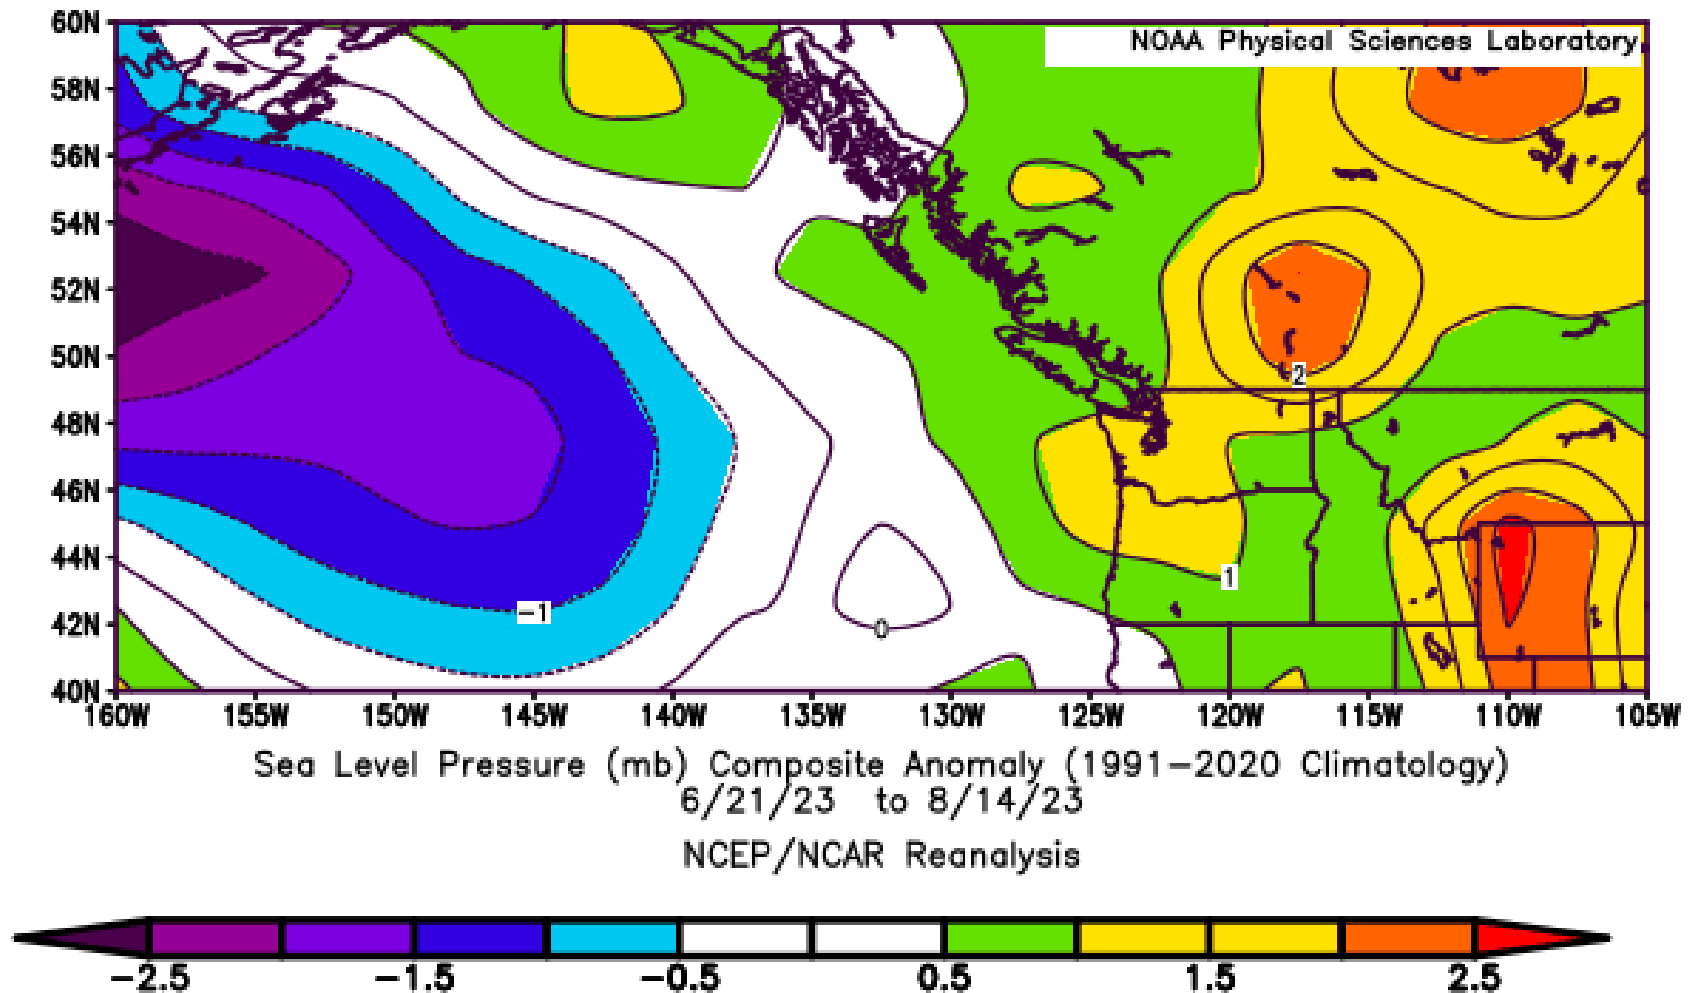 NOAA Physical Sciences Laboratory
60N
58N
56N
54N
52N
50N
48N
46N
44N
42N
40N
2
1
−1
0
160W 155W 150W 145W 140W 135W 130W 125W 120W 115W 110W 105W
Sea Level Pressure (mb) Composite Anomaly (1991−2020 Climatology)
6/21/23 to 8/14/23
NCEP/NCAR Reanalysis
−2.5 −1.5 −0.5 0.5 1.5 2.5